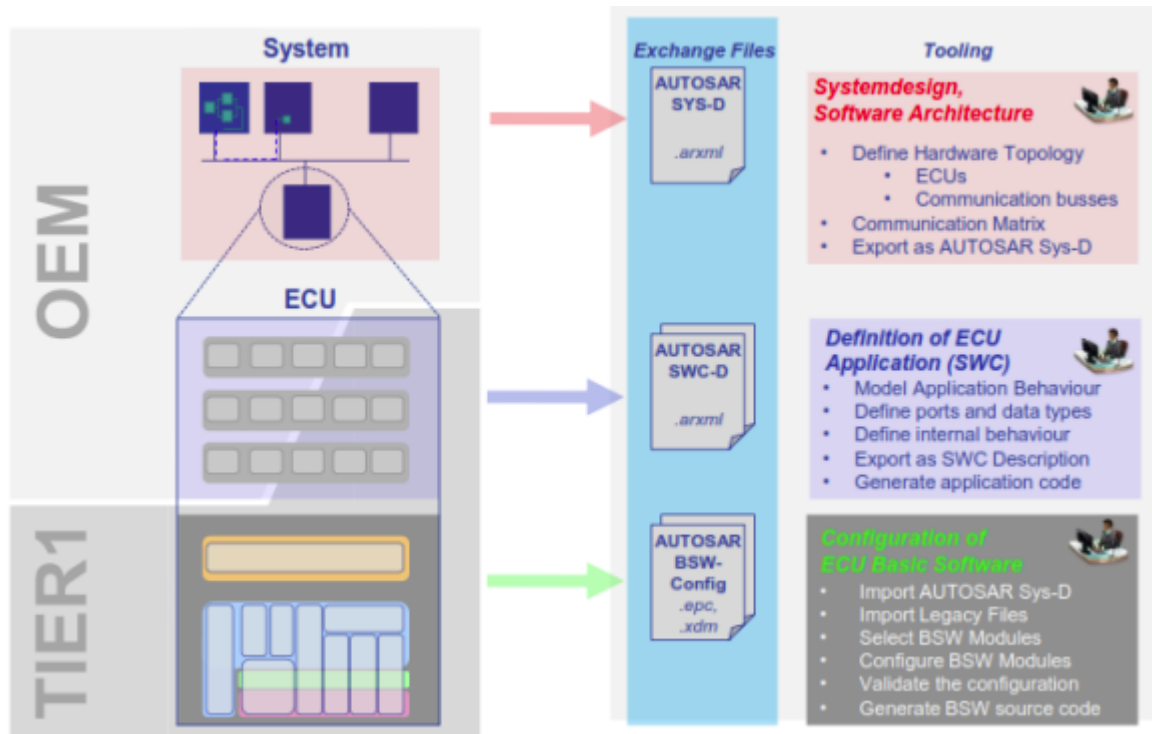 System
OEM
ECU
TIER1
Exchange Files
AUTOSAR
SYS-D
.arxml
AUTOSAR
SWC-D
.arxml
AUTOSAR
BSW-
Config
.epc,
.xdm
Tooling
Systemdesign,
Software Architecture
• Define Hardware Topology
• ECUs
• Communication busses
• Communication Matrix
• Export as AUTOSAR Sys-D
Definition of ECU
Application (SWC)
• Model Application Behaviour
• Define ports and data types
• Define internal behaviour
• Export as SWC Description
• Generate application code
Configuration of
ECU Basic Software
• Import AUTOSAR Sys-D
• Import Legacy Files
• Select BSW Modules
• Configure BSW Modules
• Validate the configuration
• Generate BSW source code